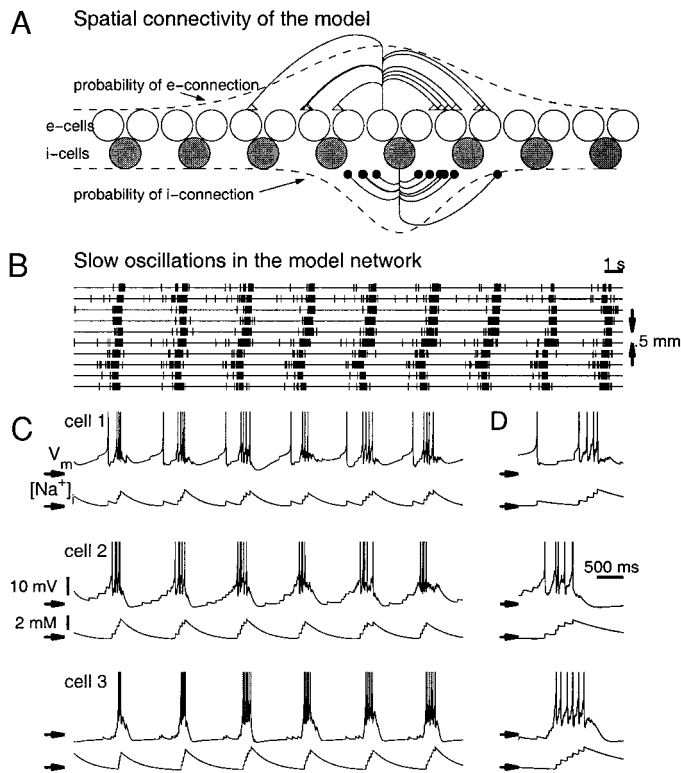 A Spatial connectivity of the model
probability of e-connection
e-cells
i-cells
probability of i-connection
B Slow oscillations in the model network
1 s
.5 mm
C cell 1
D
Vm
[Na+]i
cell 2
500 ms
10 mV
2 mM
cell 3